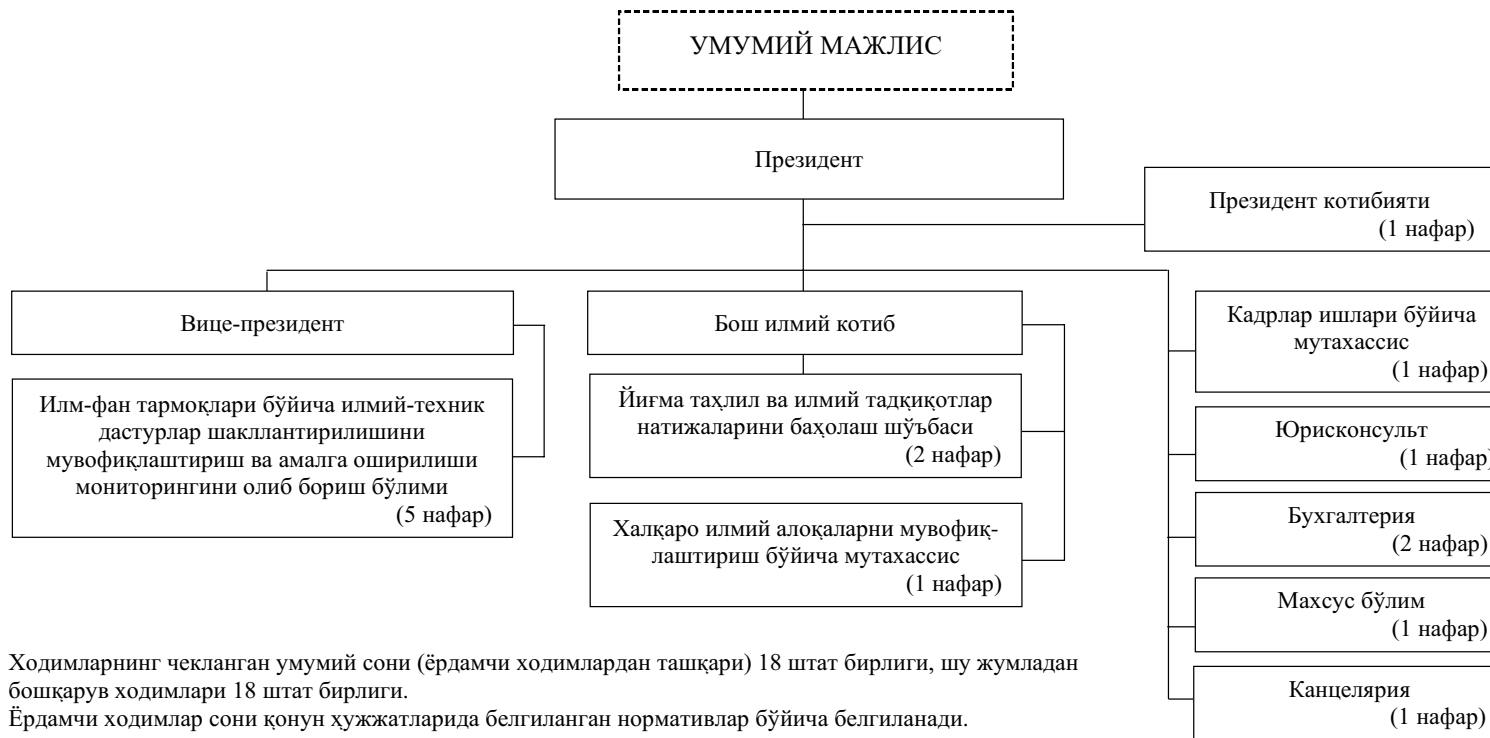 УМУМИЙ МАЖЛИС
Президент
Президент котибияти
(1 нафар)
Вице-президент
Илм-фан тармоқлари бўйича илмий-техник
дастурлар шакллантирилишини
мувофиқлаштириш ва амалга оширилиши
мониторингини олиб бориш бўлими
(5 нафар)
Бош илмий котиб
Йиғма таҳлил ва илмий тадқиқотлар
натижаларини баҳолаш шўъбаси
(2 нафар)
Халқаро илмий алоқаларни мувофиқ-
лаштириш бўйича мутахассис
(1 нафар)
Кадрлар ишлари бўйича
мутахассис
(1 нафар)
Юрисконсульт
(1 нафар)
Бухгалтерия
(2 нафар)
Махсус бўлим
(1 нафар)
Канцелярия
(1 нафар)
Ходимларнинг чекланган умумий сони (ёрдамчи ходимлардан ташқари) 18 штат бирлиги, шу жумладан
бошқарув ходимлари 18 штат бирлиги.
Ёрдамчи ходимлар сони қонун ҳужжатларида белгиланган нормативлар бўйича белгиланади.